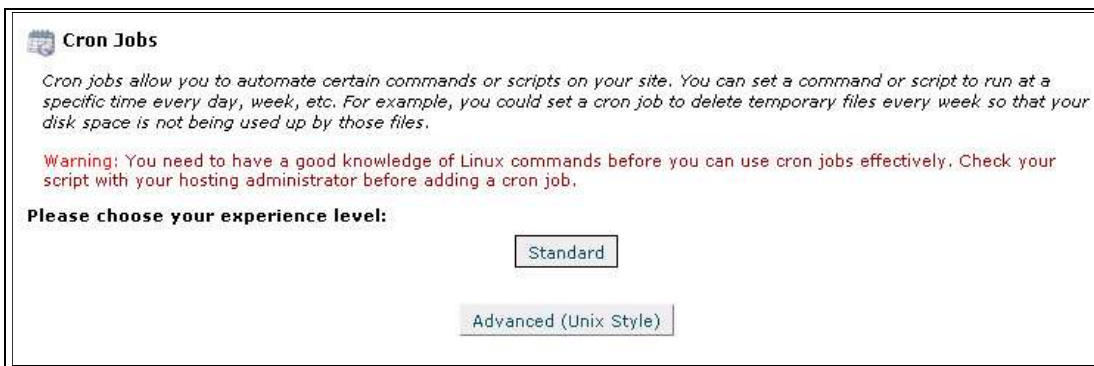 Cron Jobs
Cron jobs allow you to automate certain commands or scripts on your site. You can set a command or script to run at a
specific time every day, week, etc. For example, you could set a cron job to delete temporary files every week so that your
disk space is not being used up by those files.
Warning: You need to have a good knowledge of Linux commands before you can use cron jobs effectively. Check your
script with your hosting administrator before adding a cron job.
Please choose your experience level:
Standard
Advanced (Unix Style)